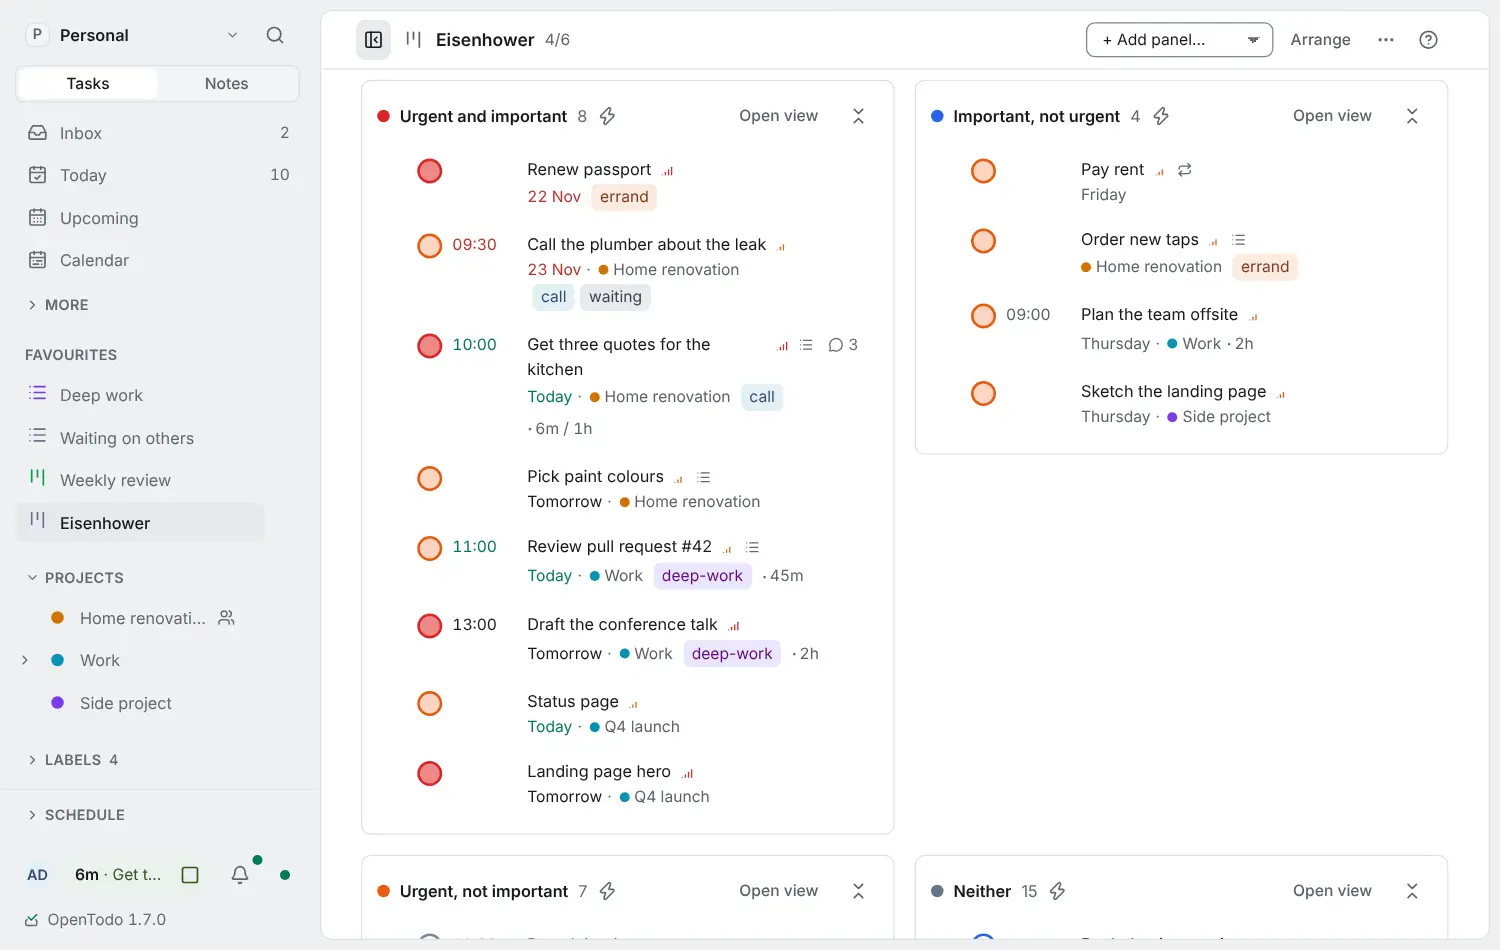 P Personal
Tasks Notes
Inbox 2
Today 10
Upcoming
Calendar
MORE
FAVOURITES
Deep work
Waiting on others
Weekly review
Eisenhower
PROJECTS
Home renovati...
Work
Side project
LABELS 4
SCHEDULE
AD 6m · Get t...
OpenTodo 1.7.0
Eisenhower 4/6
+ Add panel... Arrange
Urgent and important 8 Open view
Renew passport
22 Nov errand
09:30 Call the plumber about the leak
23 Nov · Home renovation
call waiting
10:00 Get three quotes for the 3
kitchen
Today · Home renovation call
· 6m / 1h
Pick paint colours
Tomorrow · Home renovation
11:00 Review pull request #42
Today · Work deep-work · 45m
13:00 Draft the conference talk
Tomorrow · Work deep-work · 2h
Status page
Today · Q4 launch
Landing page hero
Tomorrow · Q4 launch
Important, not urgent 4 Open view
Pay rent
Friday
Order new taps
Home renovation errand
09:00 Plan the team offsite
Thursday · Work · 2h
Sketch the landing page
Thursday · Side project
Urgent, not important 7 Open view
Neither 15 Open view